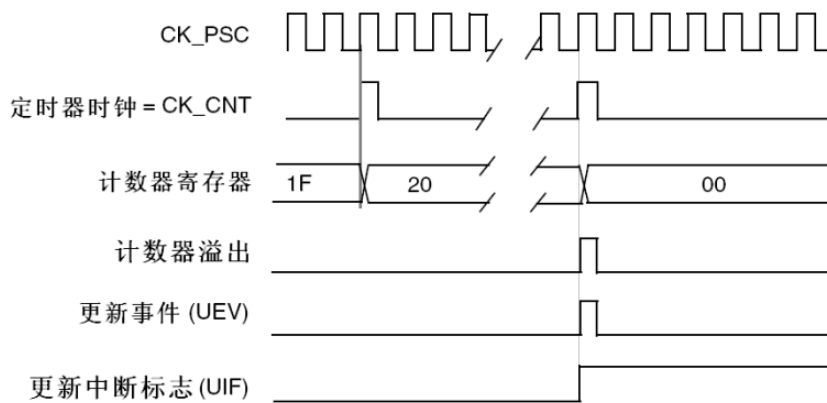 CK_PSC
定时器时钟 = CK_CNT
计数器寄存器 1F 20 00
计数器溢出
更新事件 (UEV)
更新中断标志 (UIF)